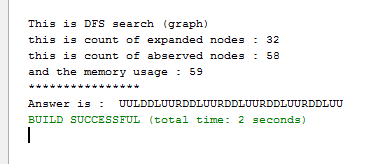 This is DFS search (graph)
this is count of expanded nodes : 32
this is count of abserved nodes : 58
and the memory usage : 59
****************
Answer is :  UULDDLUURDDLUURDDLUURDDLUURDDLUU
BUILD SUCCESSFUL (total time: 2 seconds)